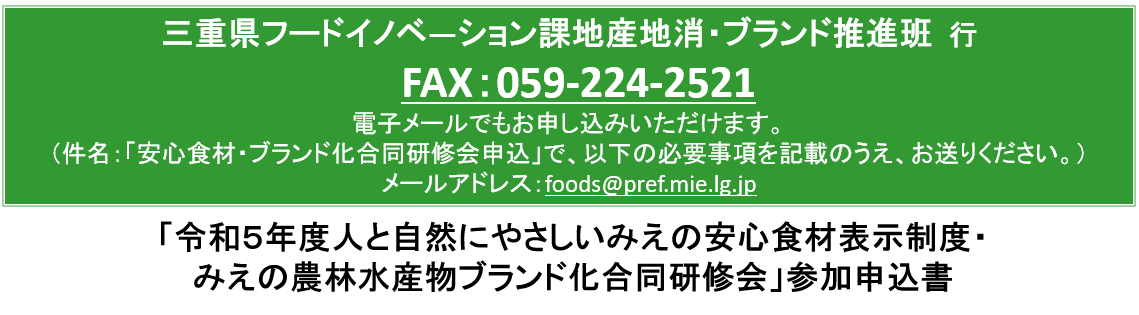 三重県フードイノベーション課地産地消・ブランド推進班 行
FAX：059-224-2521
電子メールでもお申し込みいただけます。
（件名：「安心食材・ブランド化合同研修会申込」で、以下の必要事項を記載のうえ、お送りください。）
メールアドレス：foods@pref.mie.lg.jp
「令和５年度人と自然にやさしいみえの安心食材表示制度・
みえの農林水産物ブランド化合同研修会」参加申込書